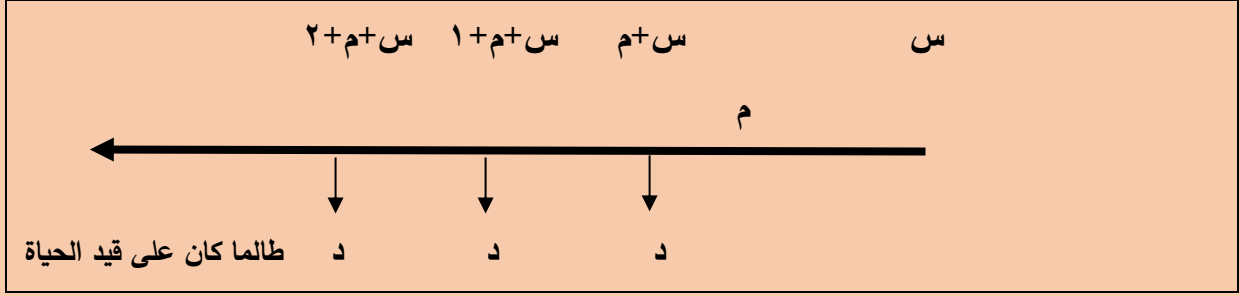 س س+م س+م+١ س+م+٢
م
د د د طالما كان على قيد الحياة